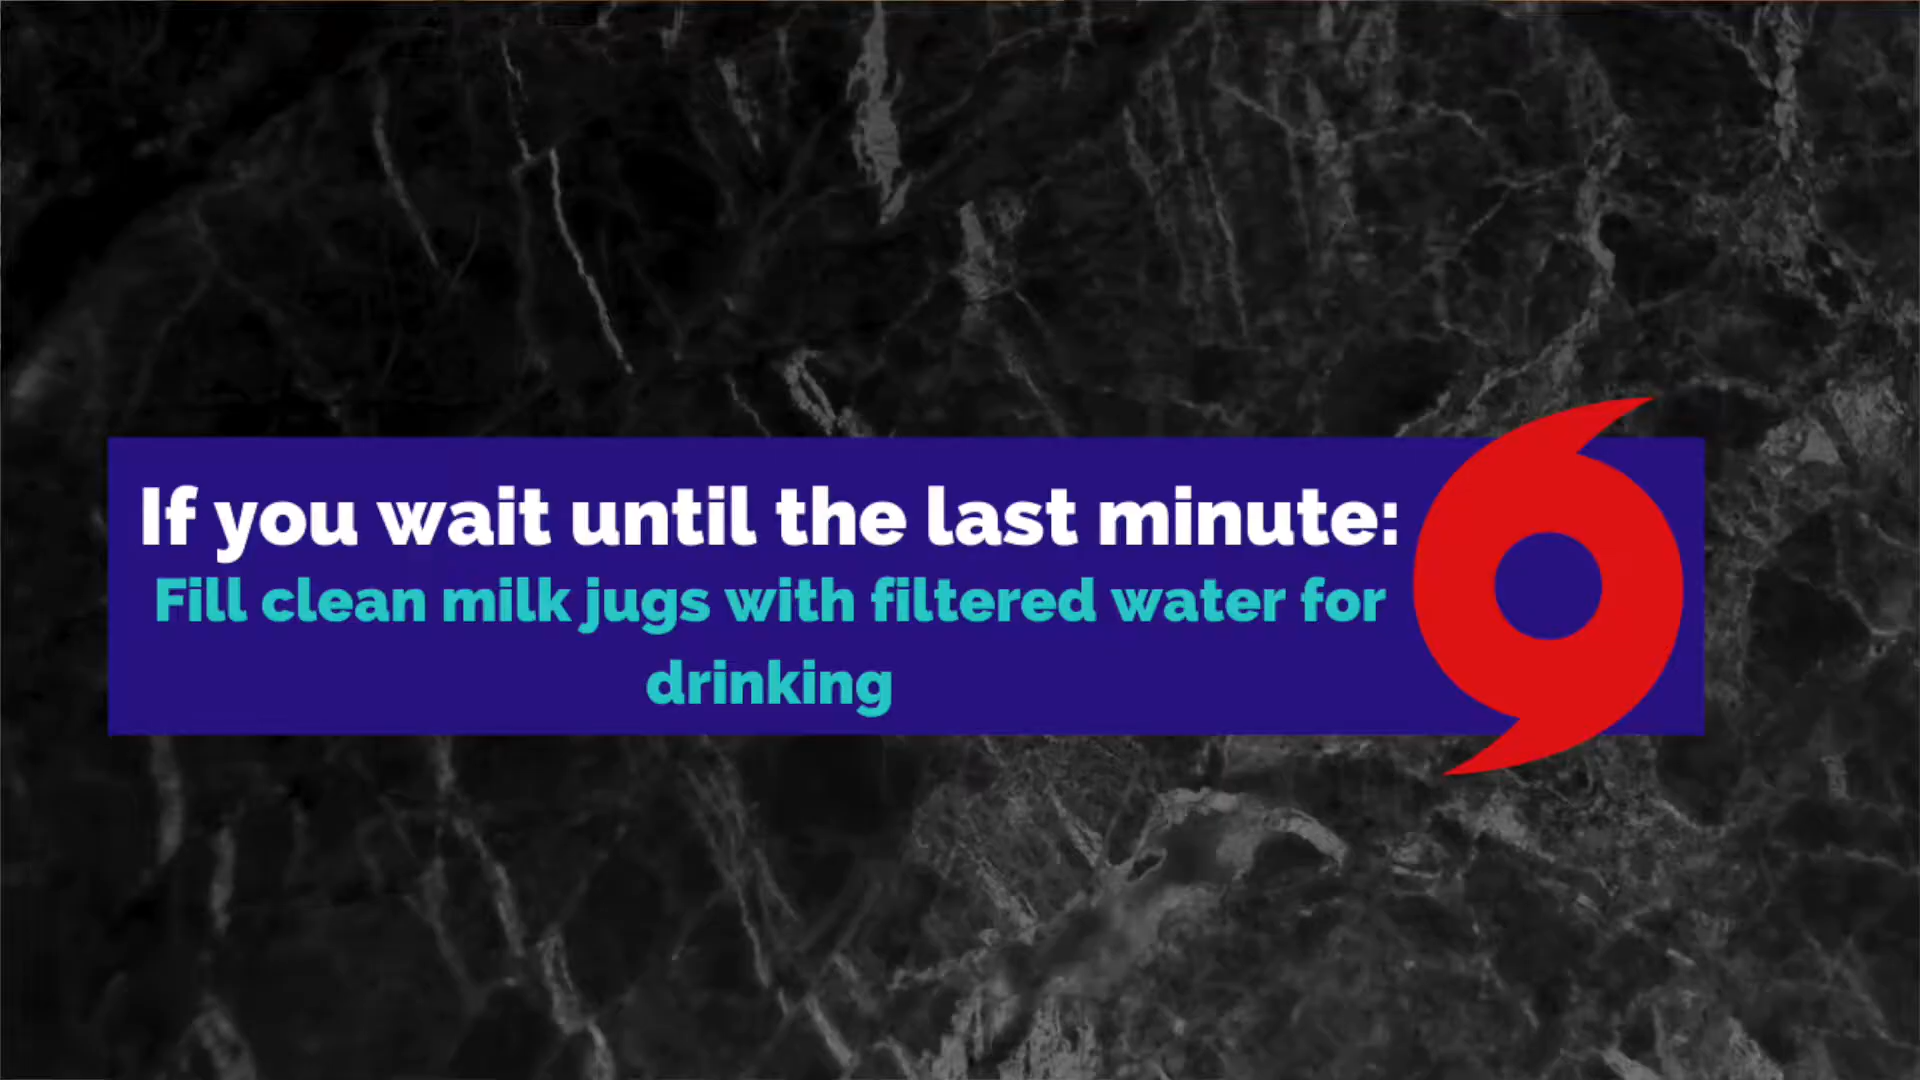 If you wait until the last minute:
Fill clean milk jugs with filtered water for
drinking